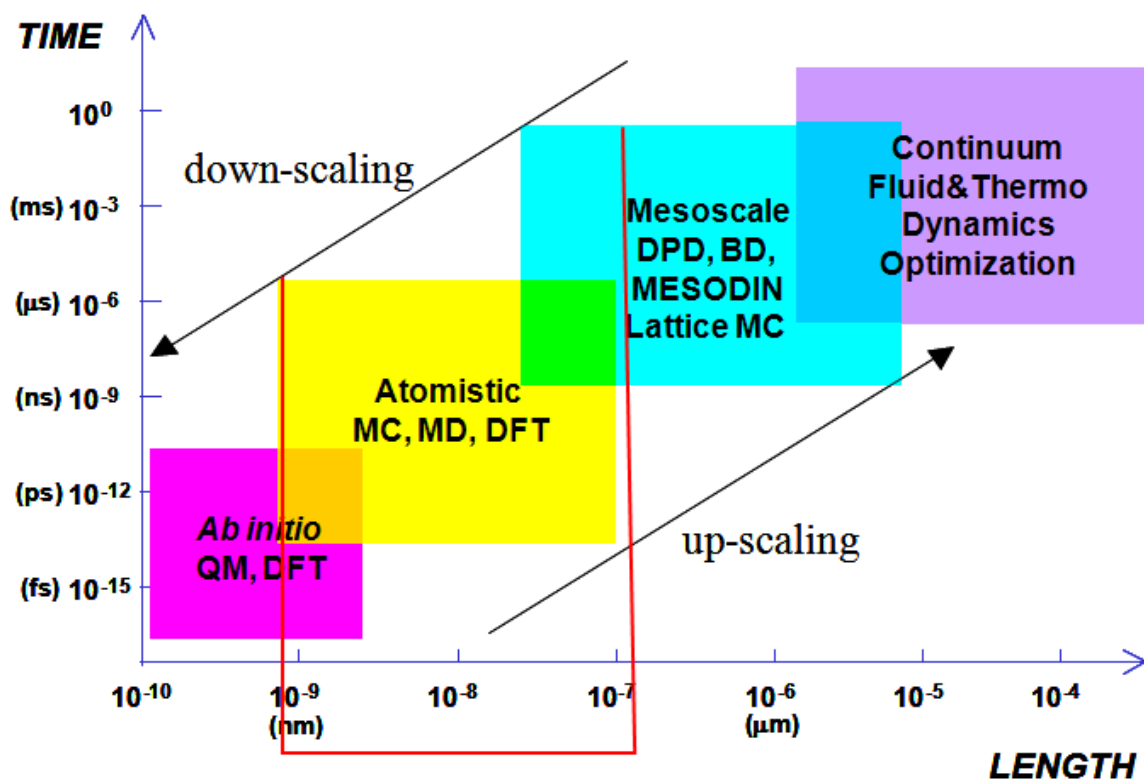 TIME
10⁰
(ms) 10⁻³
(μs) 10⁻⁶
(ns) 10⁻⁹
(ps) 10⁻¹²
(fs) 10⁻¹⁵
down-scaling
Continuum
Fluid&Thermo
Dynamics
Optimization
Mesoscale
DPD, BD,
MESODIN
Lattice MC
Atomistic
MC, MD, DFT
Ab initio
QM, DFT
up-scaling
10⁻¹⁰ 10⁻⁹ 10⁻⁸ 10⁻⁷ 10⁻⁶ 10⁻⁵ 10⁻⁴
(nm) (μm)
LENGTH